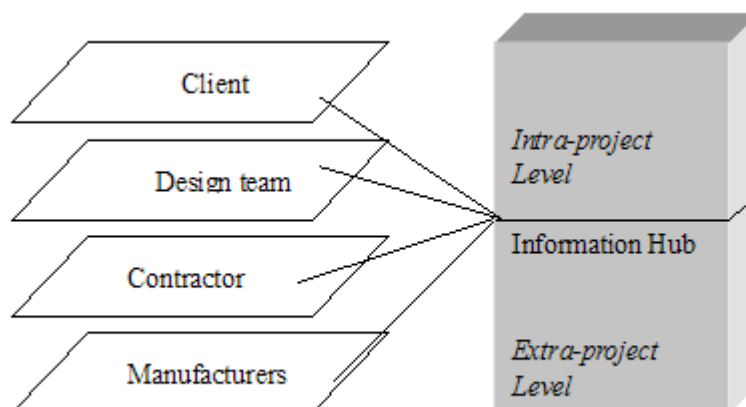 Client
Design team
Contractor
Manufacturers
Intra-project
Level
Information Hub
Extra-project
Level